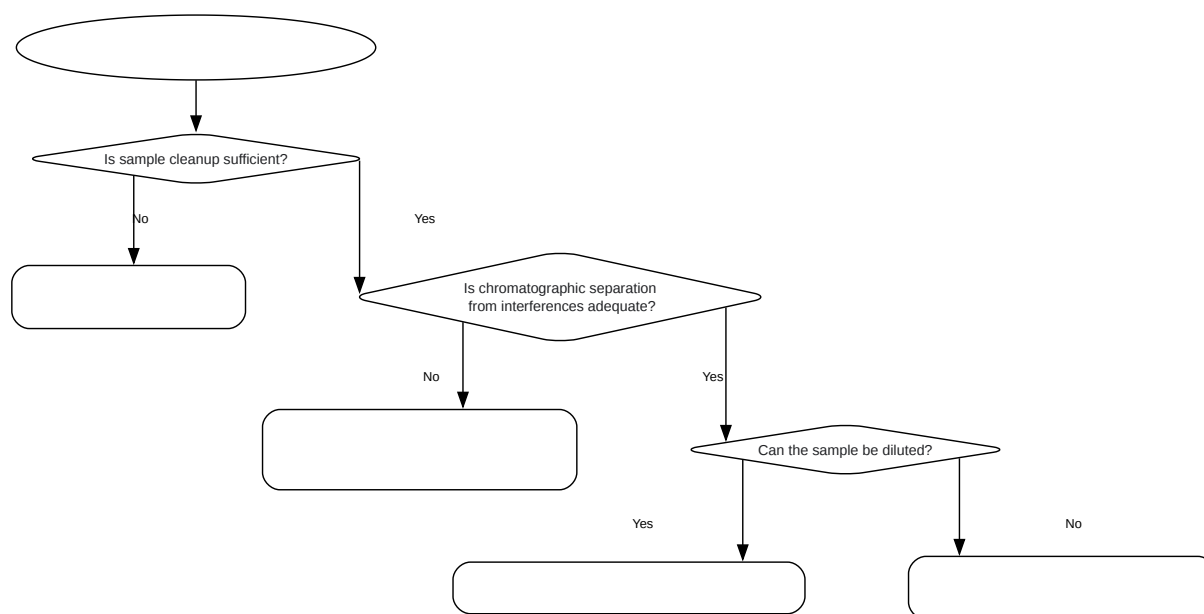 Is sample cleanup sufficient?
No
Yes
Is chromatographic separation
from interferences adequate?
No
Yes
Can the sample be diluted?
Yes
No